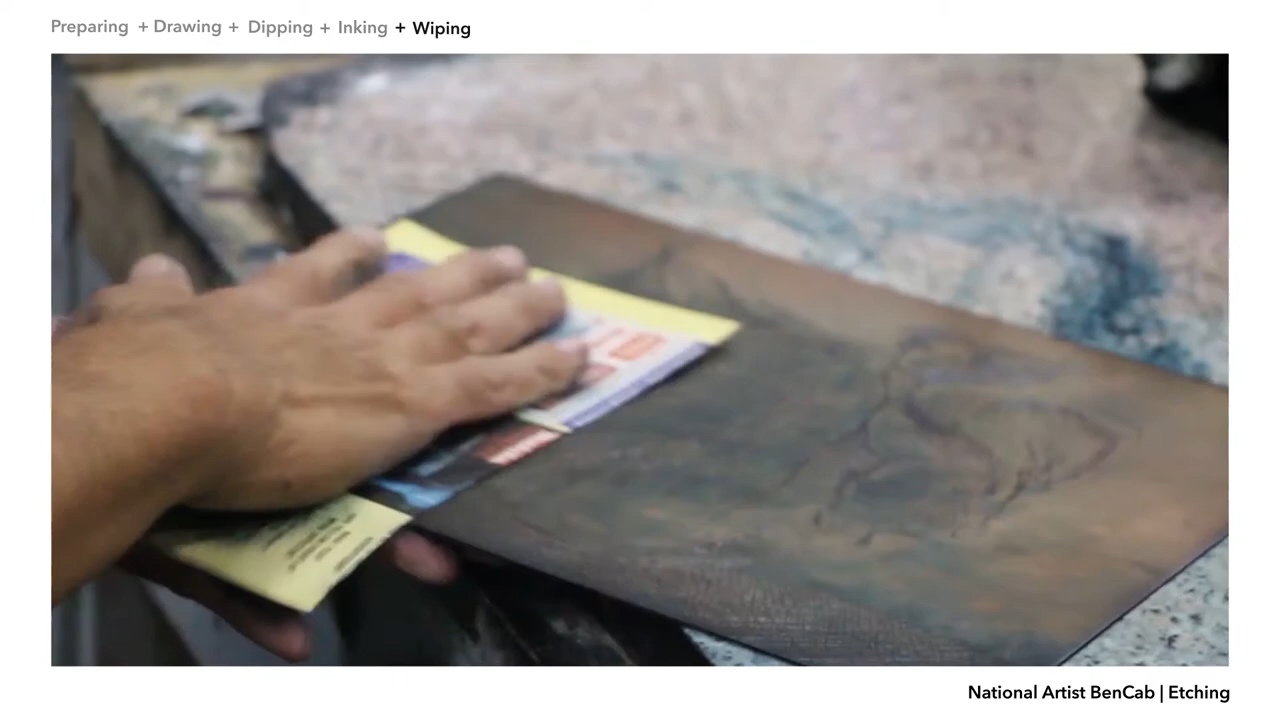 Preparing + Drawing + Dipping + Inking + Wiping
National Artist BenCab | Etching